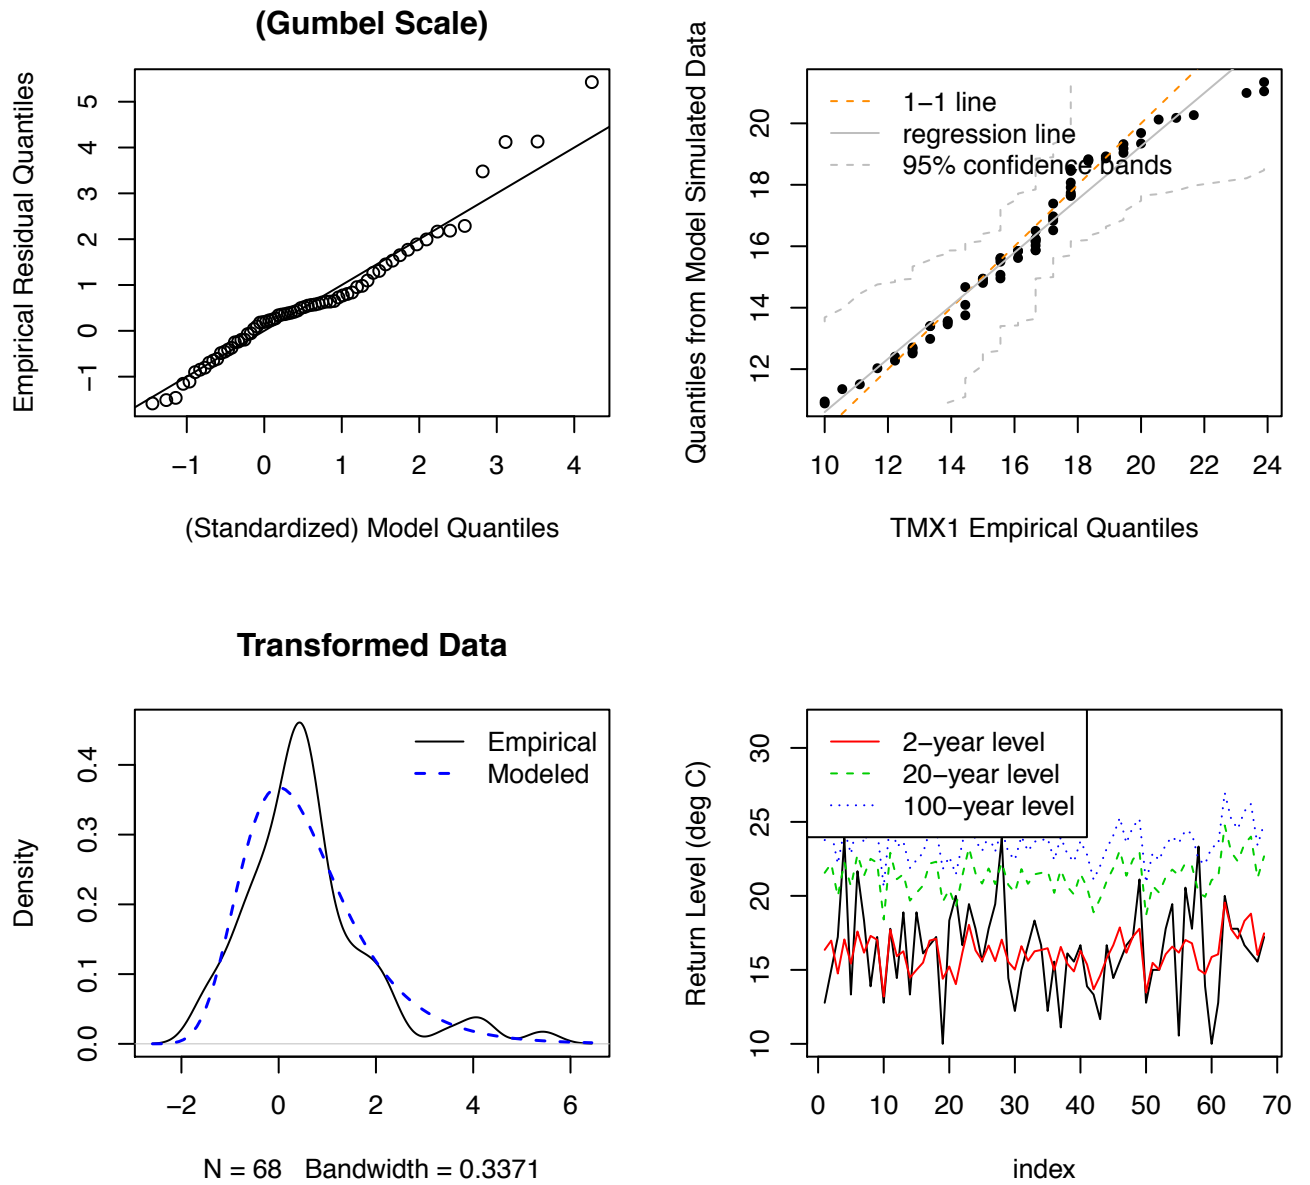 (Gumbel Scale)
Empirical Residual Quantiles
5
4
3
2
1
0
−1
−1 0 1 2 3 4
(Standardized) Model Quantiles
Quantiles from Model Simulated Data
1−1 line
regression line
95% confidence bands
20
18
16
14
12
10 12 14 16 18 20 22 24
TMX1 Empirical Quantiles
Transformed Data
Density
Empirical
Modeled
0.4
0.3
0.2
0.1
0.0
−2 0 2 4 6
N = 68 Bandwidth = 0.3371
Return Level (deg C)
2−year level
20−year level
100−year level
30
25
20
15
10
0 10 20 30 40 50 60 70
index